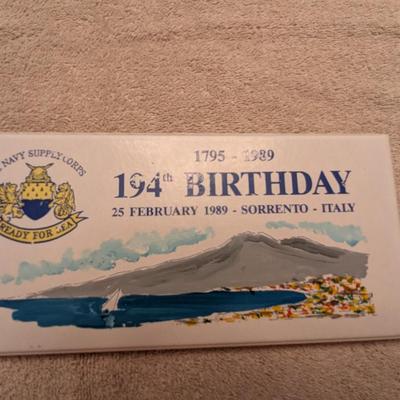 NAVY SUPPLY CORPS
READY FOR SEA
1795 - 1989
194th BIRTHDAY
25 FEBRUARY 1989 - SORRENTO - ITALY